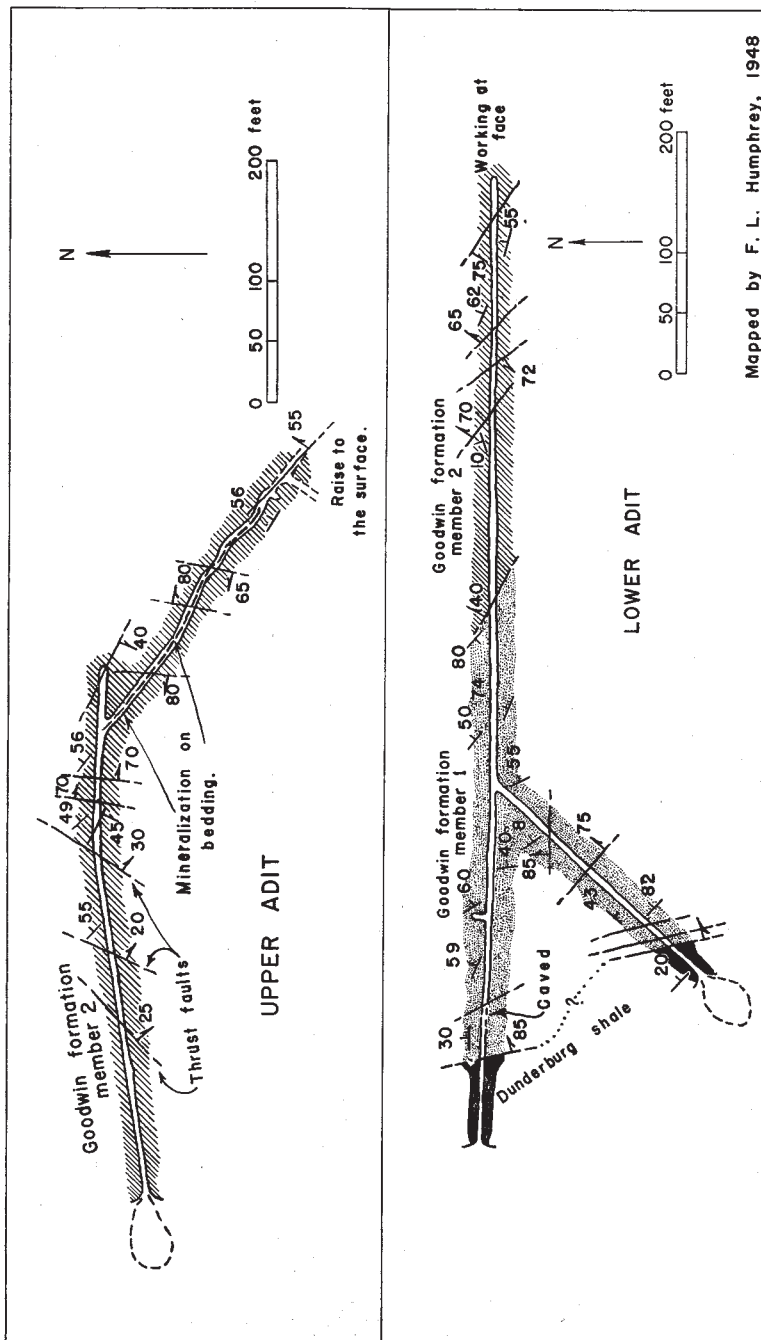 N
0 50 100 200 feet
Goodwin formation
member 2
55
49
70
56
40
45
30
20
25
70
80
80
65
56
55
Thrust faults
Mineralization on
bedding.
Raise to
the surface.
UPPER ADIT
N
0 50 100 200 feet
Working at
face
Goodwin formation
member 2
65
62
75
55
70
10
72
Goodwin formation
member 1
80
40
74
50
60
59
30
85
Caved
55
40
8
85
75
43
82
20
?
Dunderburg shale
LOWER ADIT
Mapped by F. L. Humphrey, 1948